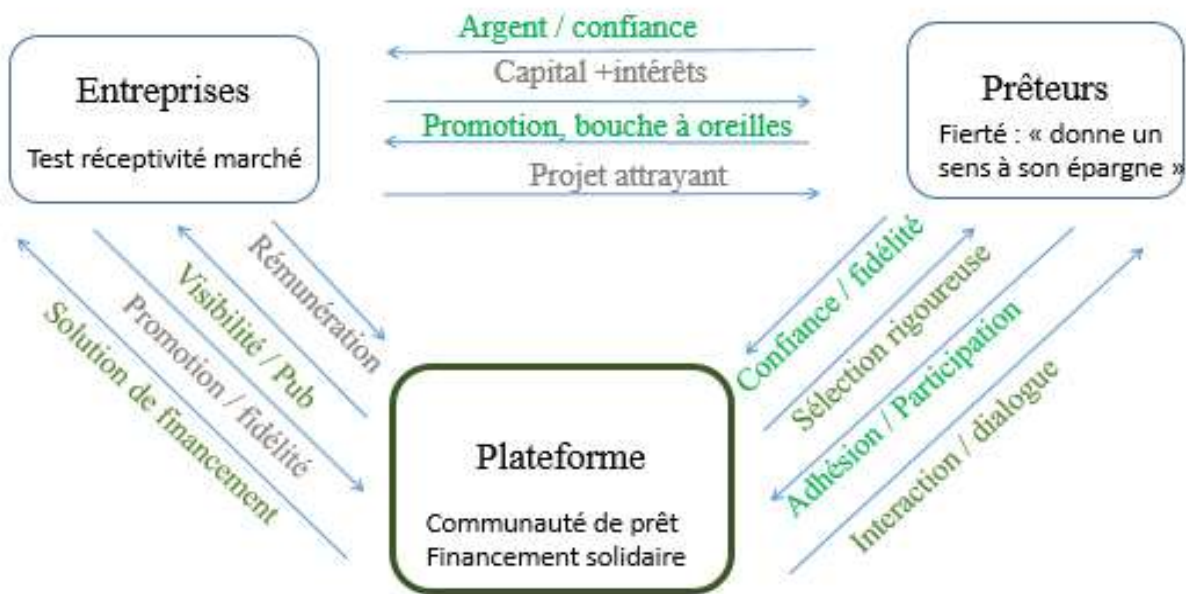 Argent / confiance
Capital +intérêts
Promotion, bouche à oreilles
Projet attrayant
Entreprises
Test réceptivité marché
Prêteurs
Fierté : « donne un
sens à son épargne »
Rémunération
Visibilité / Pub
Promotion / fidélité
Solution de financement
Confiance / fidélité
Sélection rigoureuse
Adhésion / Participation
Interaction / dialogue
Plateforme
Communauté de prêt
Financement solidaire